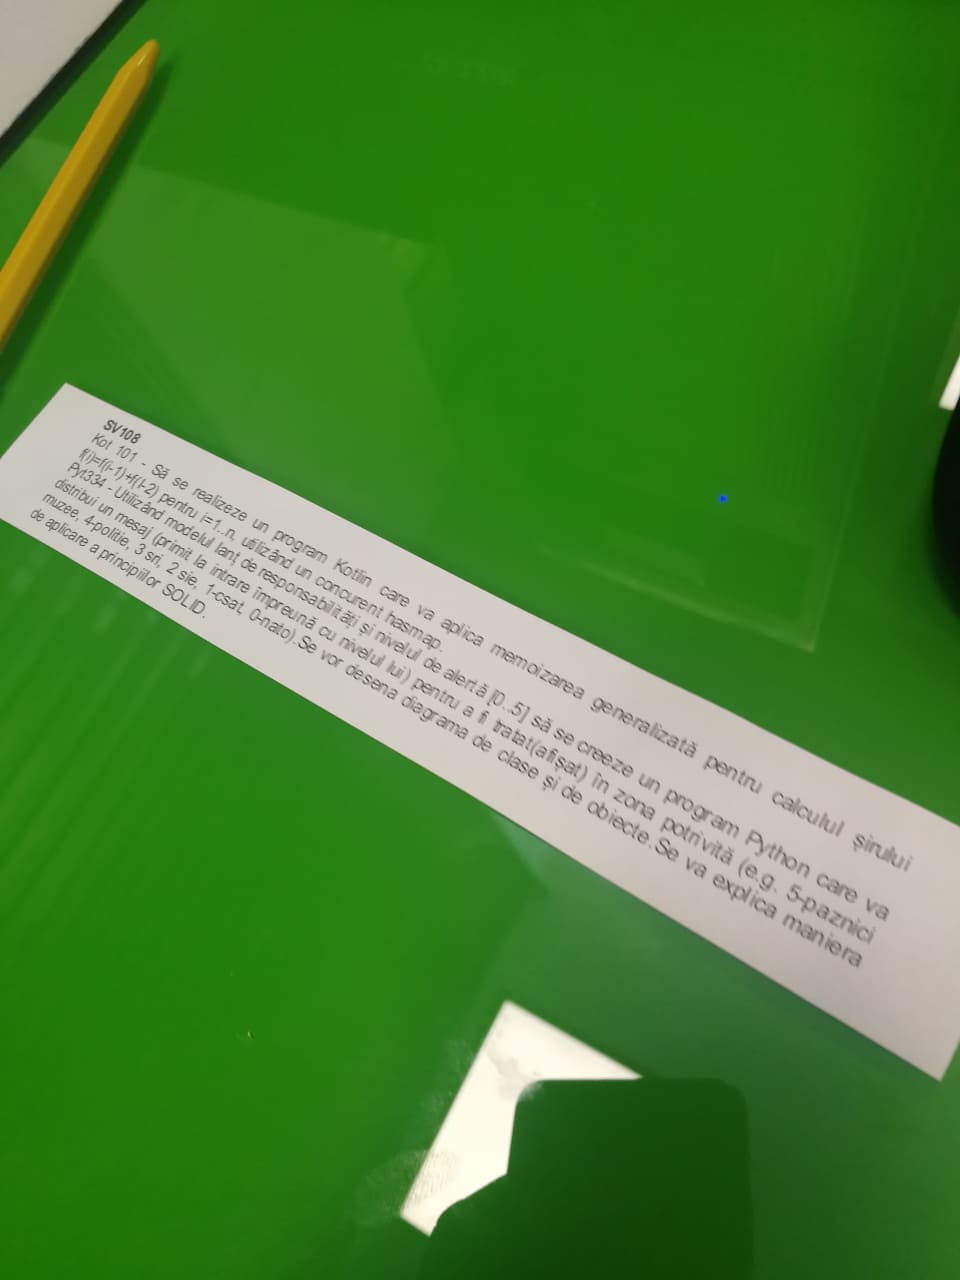 SV108
Kot 101 - Să se realizeze un program Kotlin care va aplica memoizarea generalizată pentru calculul șirului
f(i)=f(i-1)+f(I-2) pentru i=1..n, utilizând un concurent hasmap.
Pyt334 - Utilizând modelul lanț de responsabilități și nivelul de alertă [0..5] să se creeze un program Python care va
distribui un mesaj (primit la intrare împreună cu nivelul lui) pentru a fi tratat(afișat) în zona potrivită (e.g. 5-paznici
muzee, 4-politie, 3 sri, 2 sie, 1-csat, 0-nato).Se vor desena diagrama de clase și de obiecte.Se va explica maniera
de aplicare a principiilor SOLID.